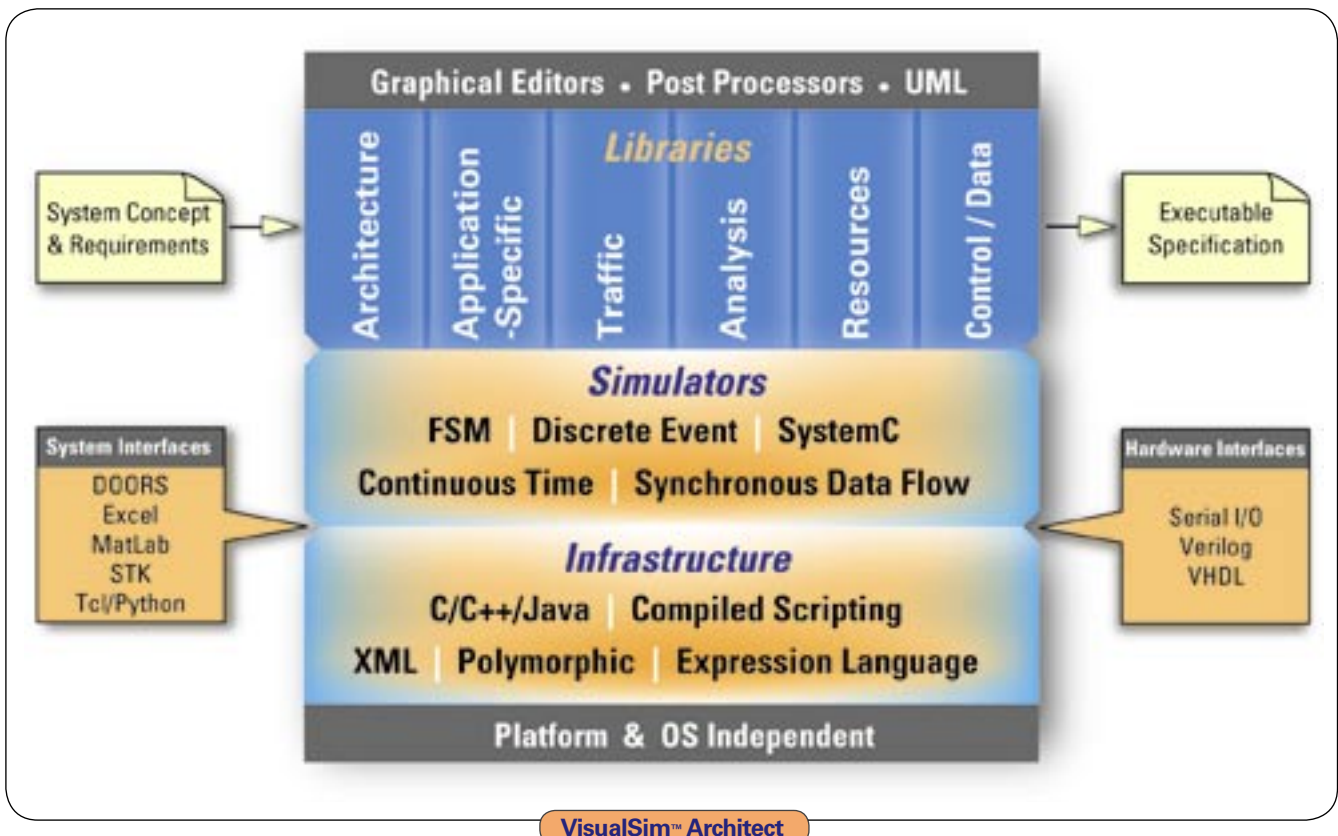 Graphical Editors • Post Processors • UML
Libraries
Architecture
Application
-Specific
Traffic
Analysis
Resources
Control / Data
System Concept
& Requirements
Executable
Specification
Simulators
FSM | Discrete Event | SystemC
Continuous Time | Synchronous Data Flow
System Interfaces
DOORS
Excel
MatLab
STK
Tcl/Python
Hardware Interfaces
Serial I/O
Verilog
VHDL
Infrastructure
C/C++/Java | Compiled Scripting
XML | Polymorphic | Expression Language
Platform & OS Independent
VisualSim™ Architect